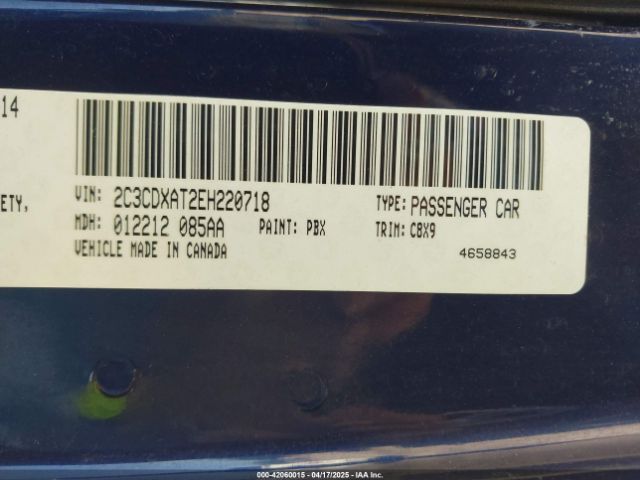 14
ETY,
VIN: 2C3CDXAT2EH220718 TYPE: PASSENGER CAR
MDH: 012212 085AA PAINT: PBX TRIM: CBX9
VEHICLE MADE IN CANADA 4658843
000-42060015 - 04/17/2025 - IAA Inc.